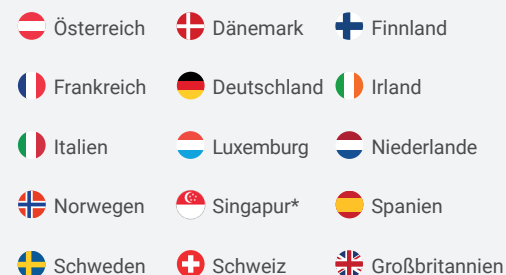 Österreich Dänemark Finnland
Frankreich Deutschland Irland
Italien Luxemburg Niederlande
Norwegen Singapur* Spanien
Schweden Schweiz Großbritannien